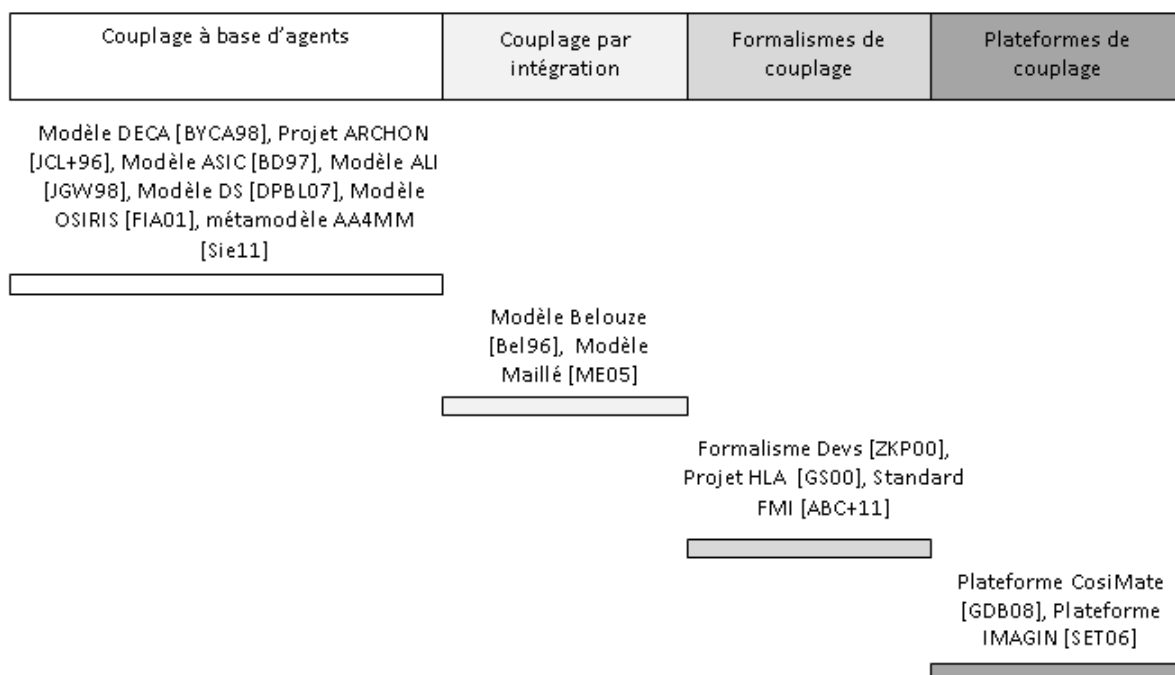 Couplage à base d'agents
Couplage par
intégration
Formalismes de
couplage
Plateformes de
couplage
Modèle DECA [BYCA98], Projet ARCHON
[JCL+96], Modèle ASIC [BD97], Modèle ALI
[JGW98], Modèle DS [DPBL07], Modèle
OSIRIS [FIA01], métamodèle AA4MM
[Sie11]
Modèle Belouze
[Bel96], Modèle
Maillé [ME05]
Formalisme Devs [ZKP00],
Projet HLA [GS00], Standard
FMI [ABC+11]
Plateforme CosiMate
[GDB08], Plateforme
IMAGIN [SET06]